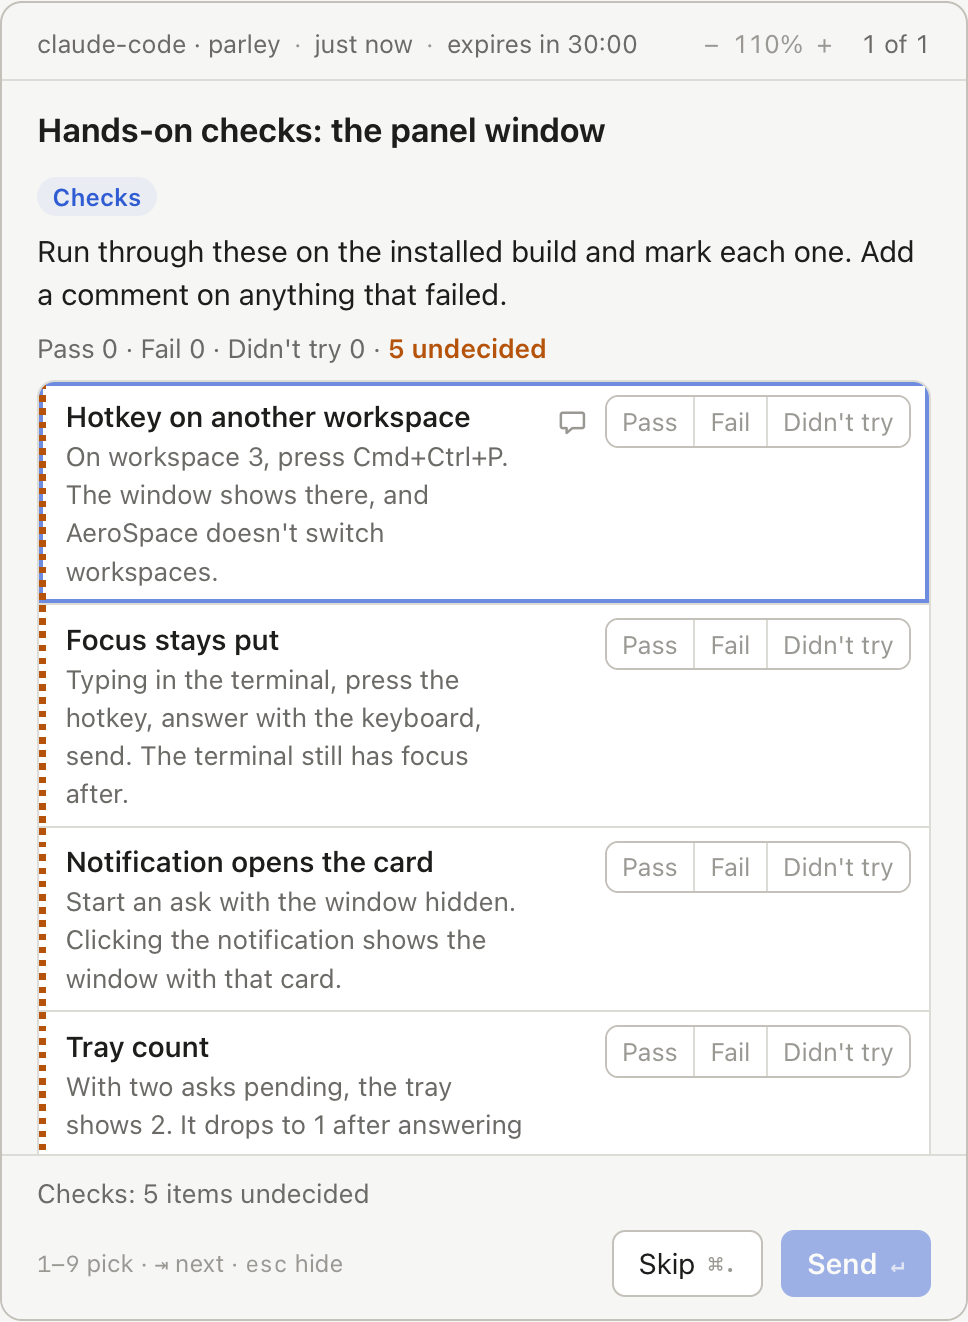 claude-code · parley · just now · expires in 30:00 − 110% + 1 of 1
Hands-on checks: the panel window
Checks
Run through these on the installed build and mark each one. Add
a comment on anything that failed.
Pass 0 · Fail 0 · Didn't try 0 · 5 undecided
Hotkey on another workspace
Pass Fail Didn't try
On workspace 3, press Cmd+Ctrl+P.
The window shows there, and
AeroSpace doesn't switch
workspaces.
Focus stays put
Pass Fail Didn't try
Typing in the terminal, press the
hotkey, answer with the keyboard,
send. The terminal still has focus
after.
Notification opens the card
Pass Fail Didn't try
Start an ask with the window hidden.
Clicking the notification shows the
window with that card.
Tray count
Pass Fail Didn't try
With two asks pending, the tray
shows 2. It drops to 1 after answering
Checks: 5 items undecided
1–9 pick · ⇥ next · esc hide
Skip ⌘.
Send ↵